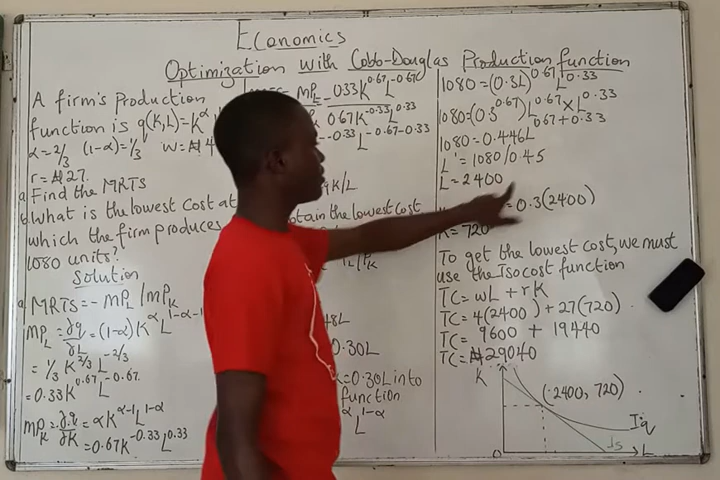 Economics
Optimization with Cobb-Douglas Production function
A firm's Production
function is q(K,L)=K^α L
α=2/3 (1-α)=1/ w=₦ 4
r=₦27.
a Find the MRTS
What is the lowest cost at
which the firm produces
1080 units?
Solution
a MRTS=-MPL/MPK
MPL=∂q/∂L=(1-α)K^α L^1-α-1
=1/3 K^2/3 L^-2/3
=0.33K^0.67 L^-0.67
MPK=∂q/∂K=αK^α-1 L^1-α
=0.67K^-0.33 L^0.33
MPL 0.33K^0.67 L^-0.67
0.67K^-0.33 L^0.33
-0.33 L^-0.67-0.33
K/L
obtain the lowest cost
48L
0.30L
K=0.30L into
function
α L^1-α
1080=(0.3L)^0.67 L^0.33
1080=(0.3^0.67)L^0.67 × L^0.33
0.67+0.33
1080=0.446L
L=1080/0.45
L=2400
=0.3(2400)
K=720
To get the lowest cost, we must
use the Isocost function
TC=wL+rK
TC=4(2400)+27(720)
TC=9600 + 19440
TC=₦29040
K
(2400, 720)
Iq
Is
0
L